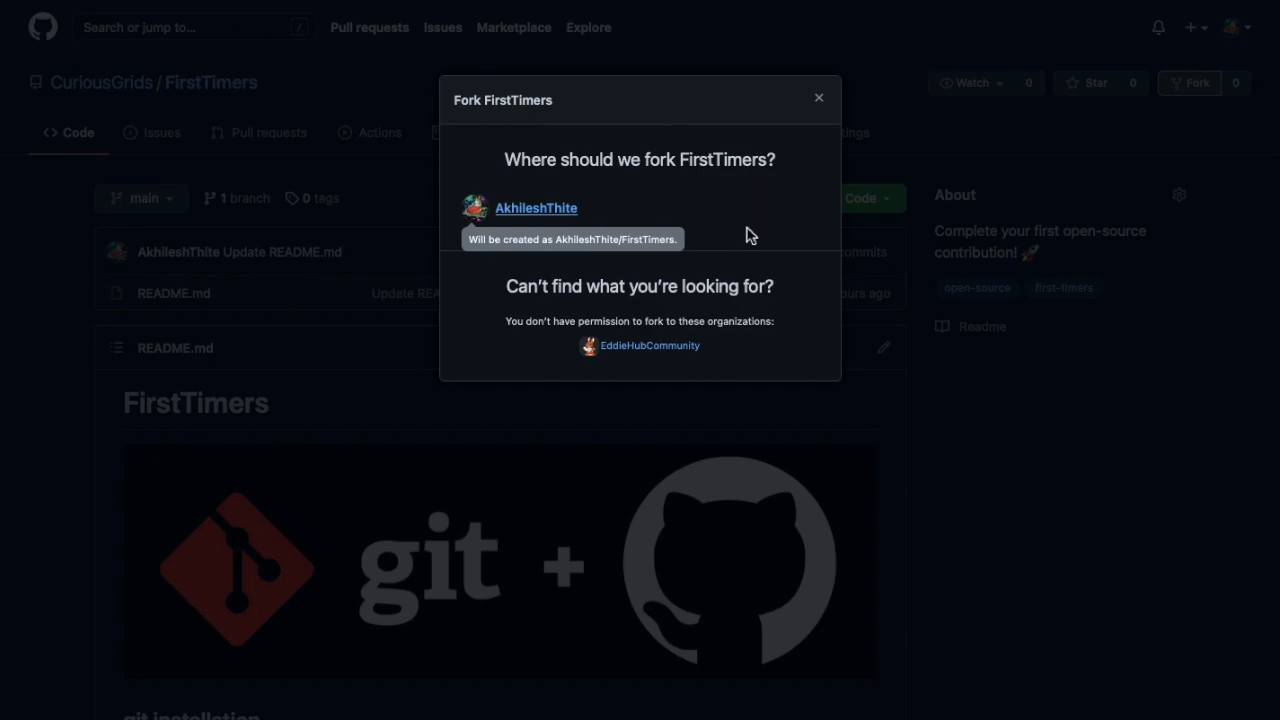 Search or jump to...
/
Pull requests
Issues
Marketplace
Explore
CuriousGrids / FirstTimers
Watch
0
Star
0
Fork
0
Code
Issues
Pull requests
Actions
Fork FirstTimers
Where should we fork FirstTimers?
AkhileshThite
Will be created as AkhileshThite/FirstTimers.
Can't find what you're looking for?
You don't have permission to fork to these organizations:
EddieHubCommunity
main
1 branch
0 tags
Code
AkhileshThite Update README.md
README.md
README.md
FirstTimers
git +
git installation
About
Complete your first open-source
contribution! 🚀
open-source
first-timers
Readme